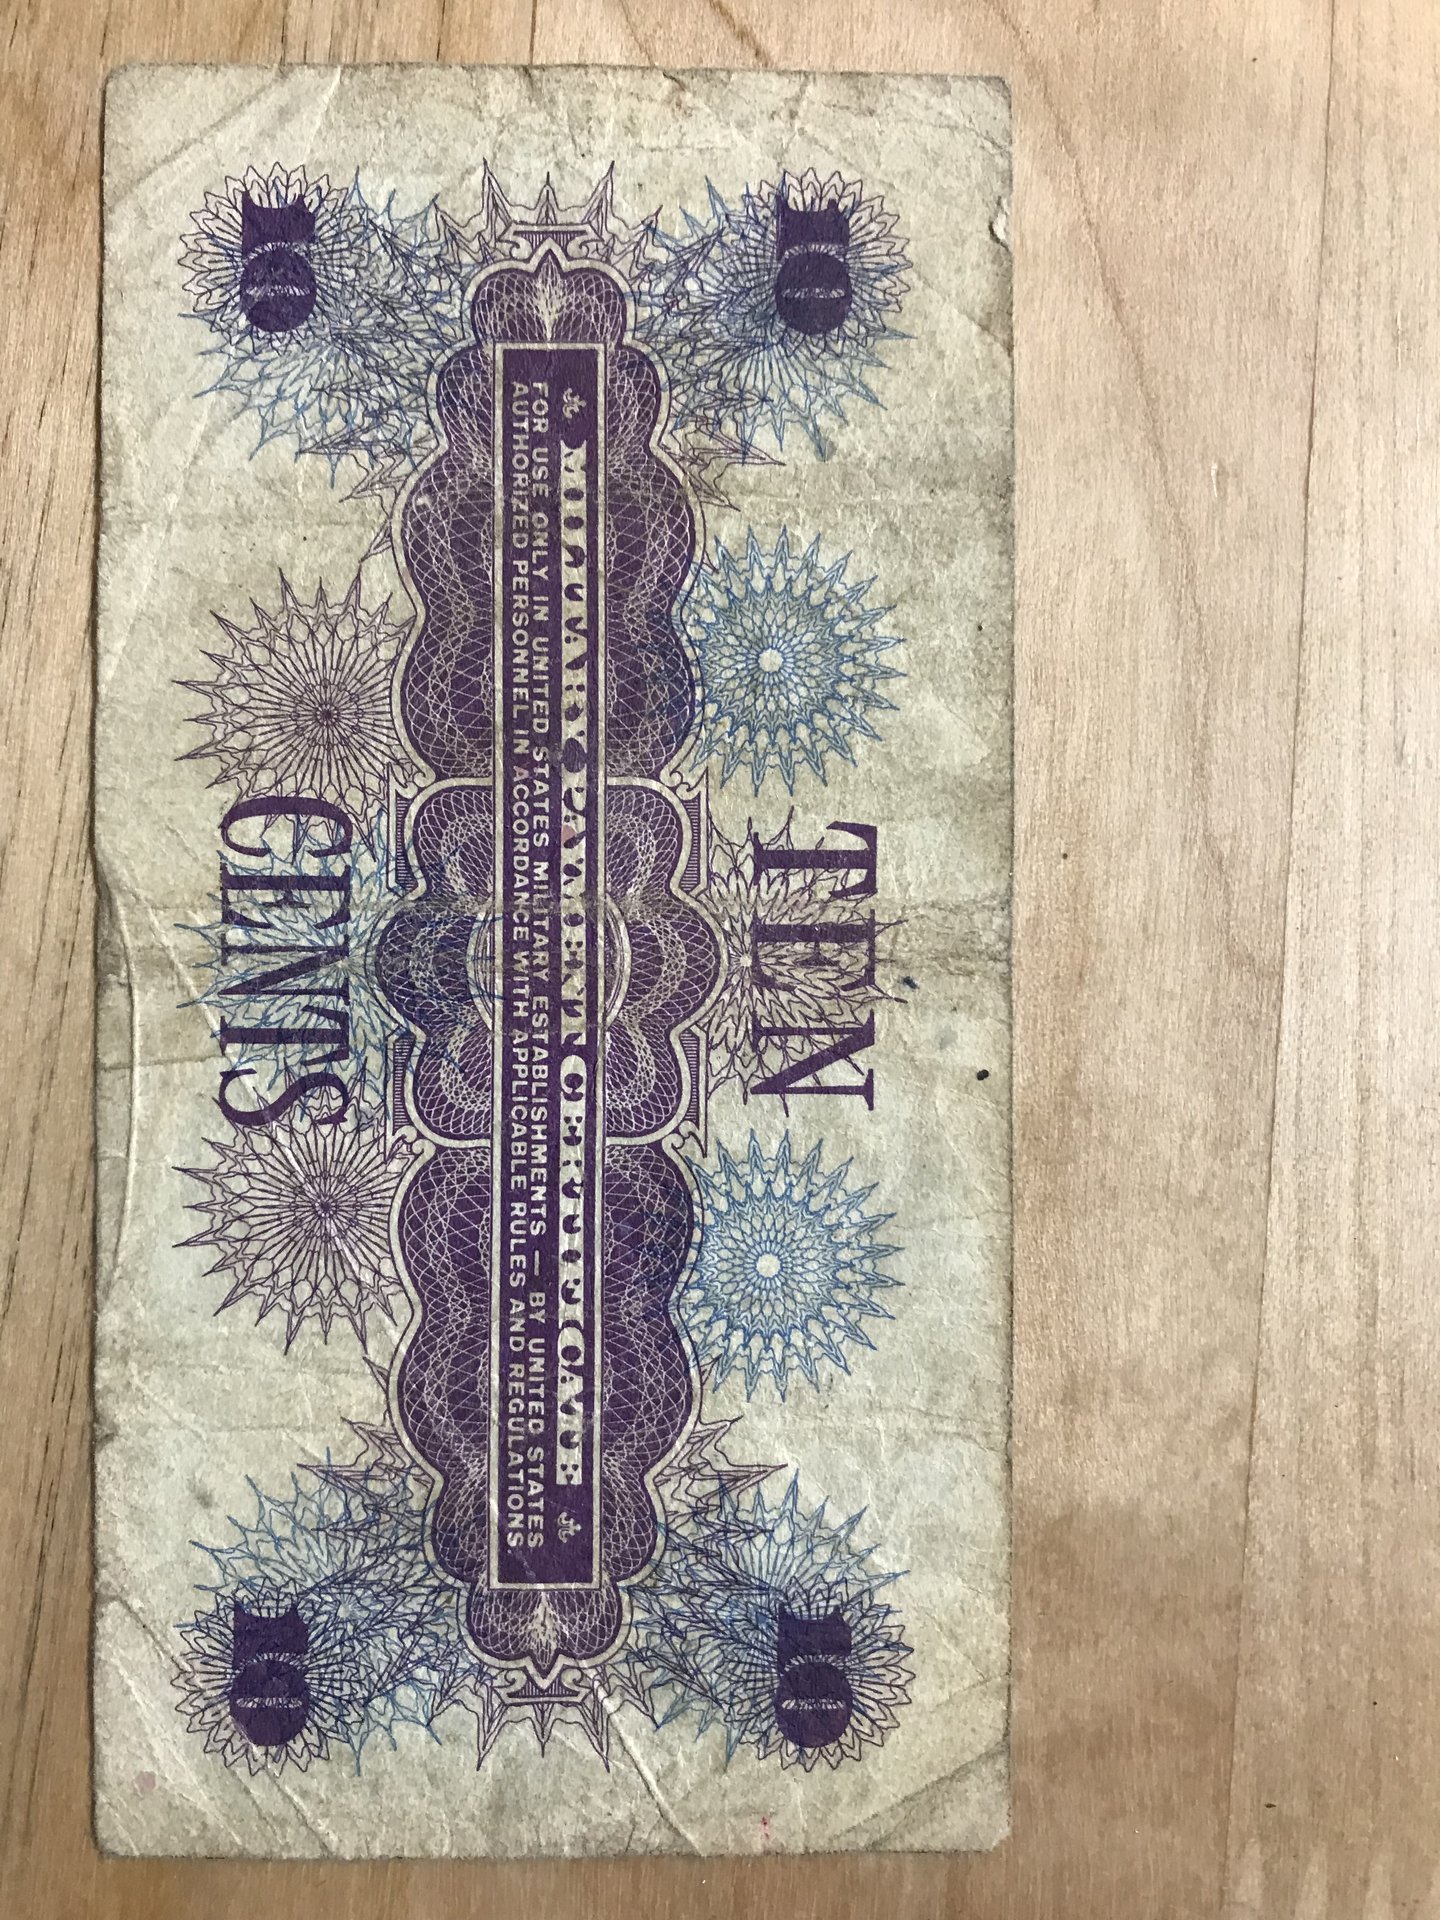 10 10
TEN
MILITARY PAYMENT CERTIFICATE
FOR USE ONLY IN UNITED STATES MILITARY ESTABLISHMENTS — BY UNITED STATES
AUTHORIZED PERSONNEL IN ACCORDANCE WITH APPLICABLE RULES AND REGULATIONS
CENTS
10 10